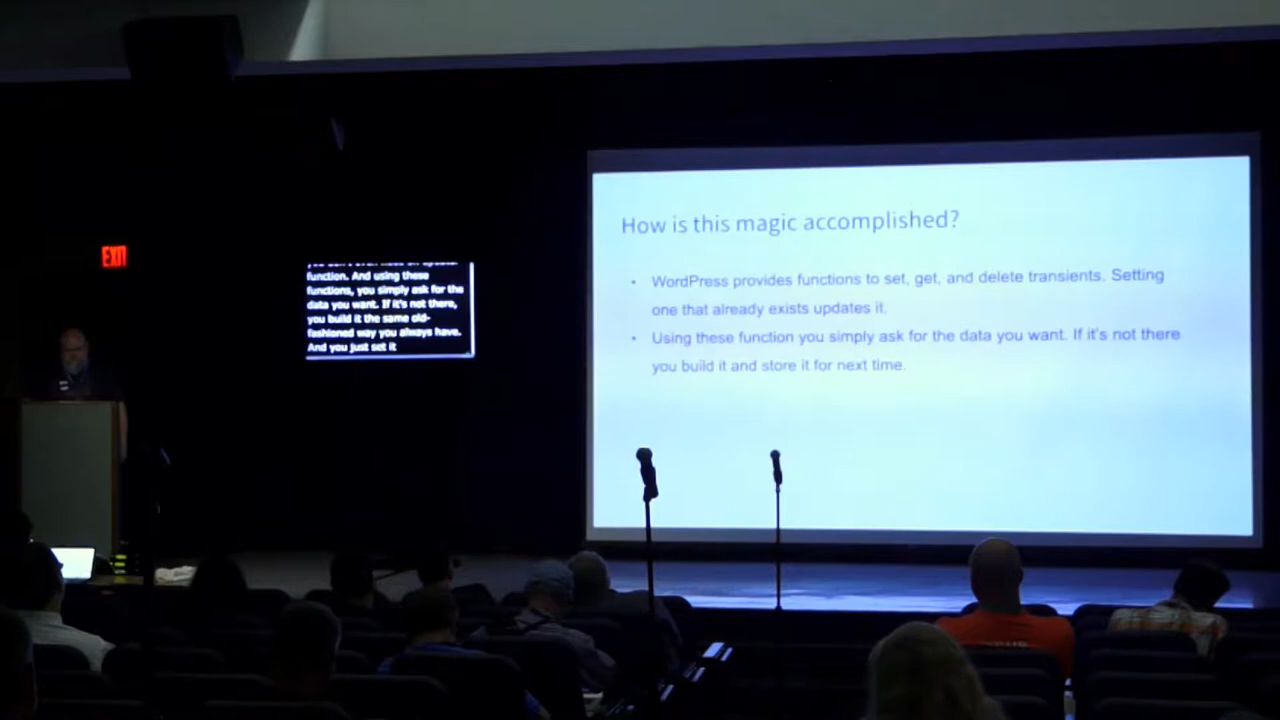 EXIT
function. And using these
functions, you simply ask for the
data you want. If it's not there,
you build it the same old-
fashioned way you always have.
And you just set it
How is this magic accomplished?
• WordPress provides functions to set, get, and delete transients. Setting
one that already exists updates it.
• Using these function you simply ask for the data you want. If it's not there
you build it and store it for next time.